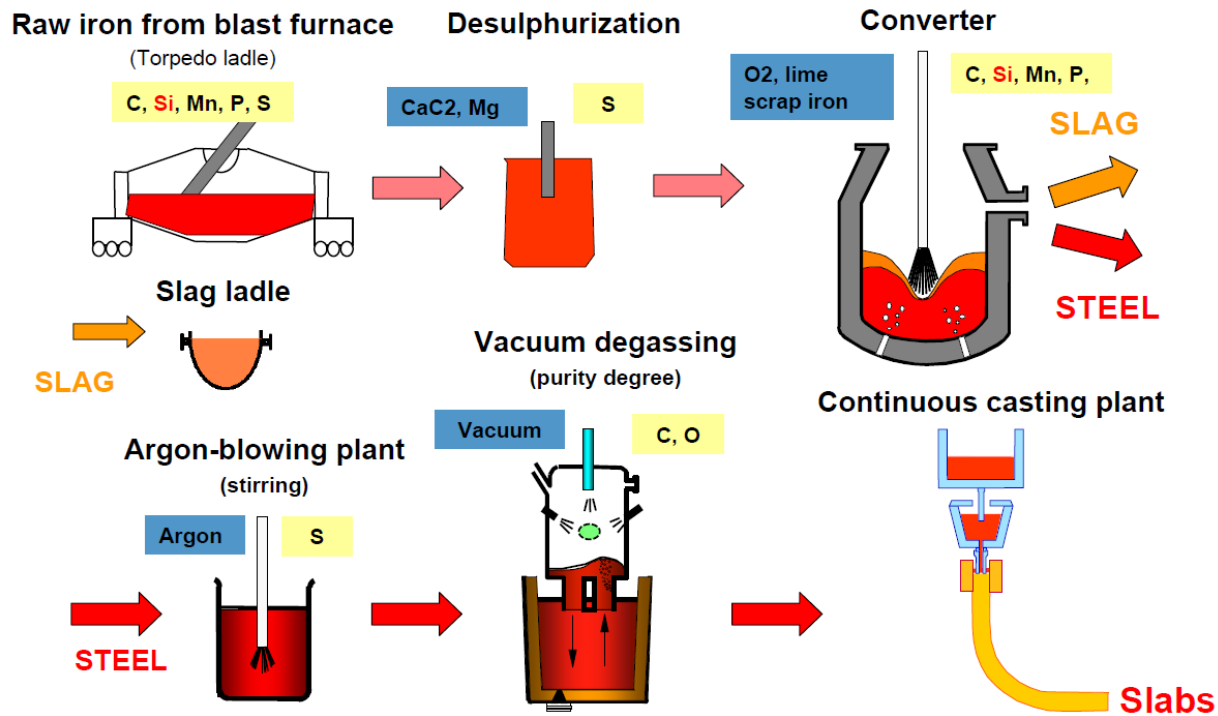 Raw iron from blast furnace
(Torpedo ladle)
C, Si, Mn, P, S
Desulphurization
CaC2, Mg
S
Converter
O2, lime
scrap iron
C, Si, Mn, P,
SLAG
STEEL
Slag ladle
SLAG
Argon-blowing plant
(stirring)
Argon
S
STEEL
Vacuum degassing
(purity degree)
Vacuum
C, O
Continuous casting plant
Slabs